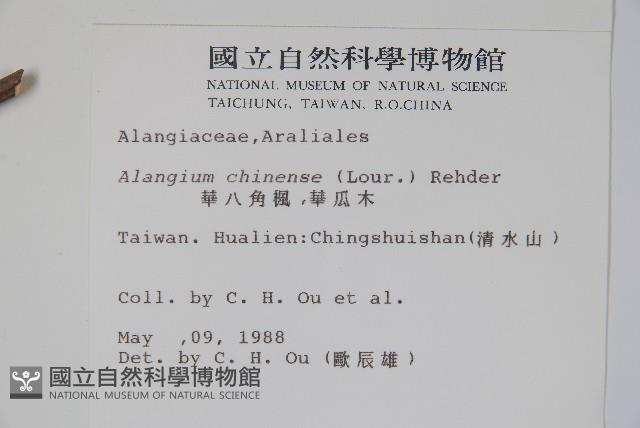 國立自然科學博物館
NATIONAL MUSEUM OF NATURAL SCIENCE
TAICHUNG, TAIWAN, R.O.CHINA
Alangiaceae,Araliales
Alangium chinense (Lour.) Rehder
華八角楓,華瓜木
Taiwan. Hualien:Chingshuishan(清水山)
Coll. by C. H. Ou et al.
May ,09, 1988
Det. by C. H. Ou (歐辰雄)
國立自然科學博物館
NATIONAL MUSEUM OF NATURAL SCIENCE